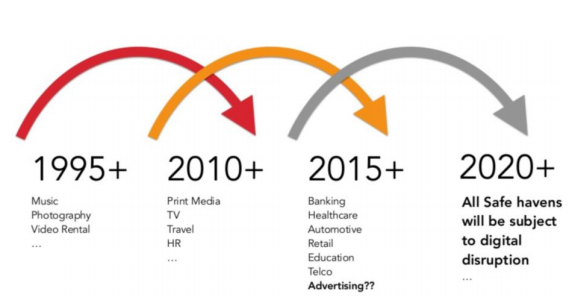 1995+
Music
Photography
Video Rental
...
2010+
Print Media
TV
Travel
HR
...
2015+
Banking
Healthcare
Automotive
Retail
Education
Telco
Advertising??
2020+
All Safe havens
will be subject
to digital
disruption
...